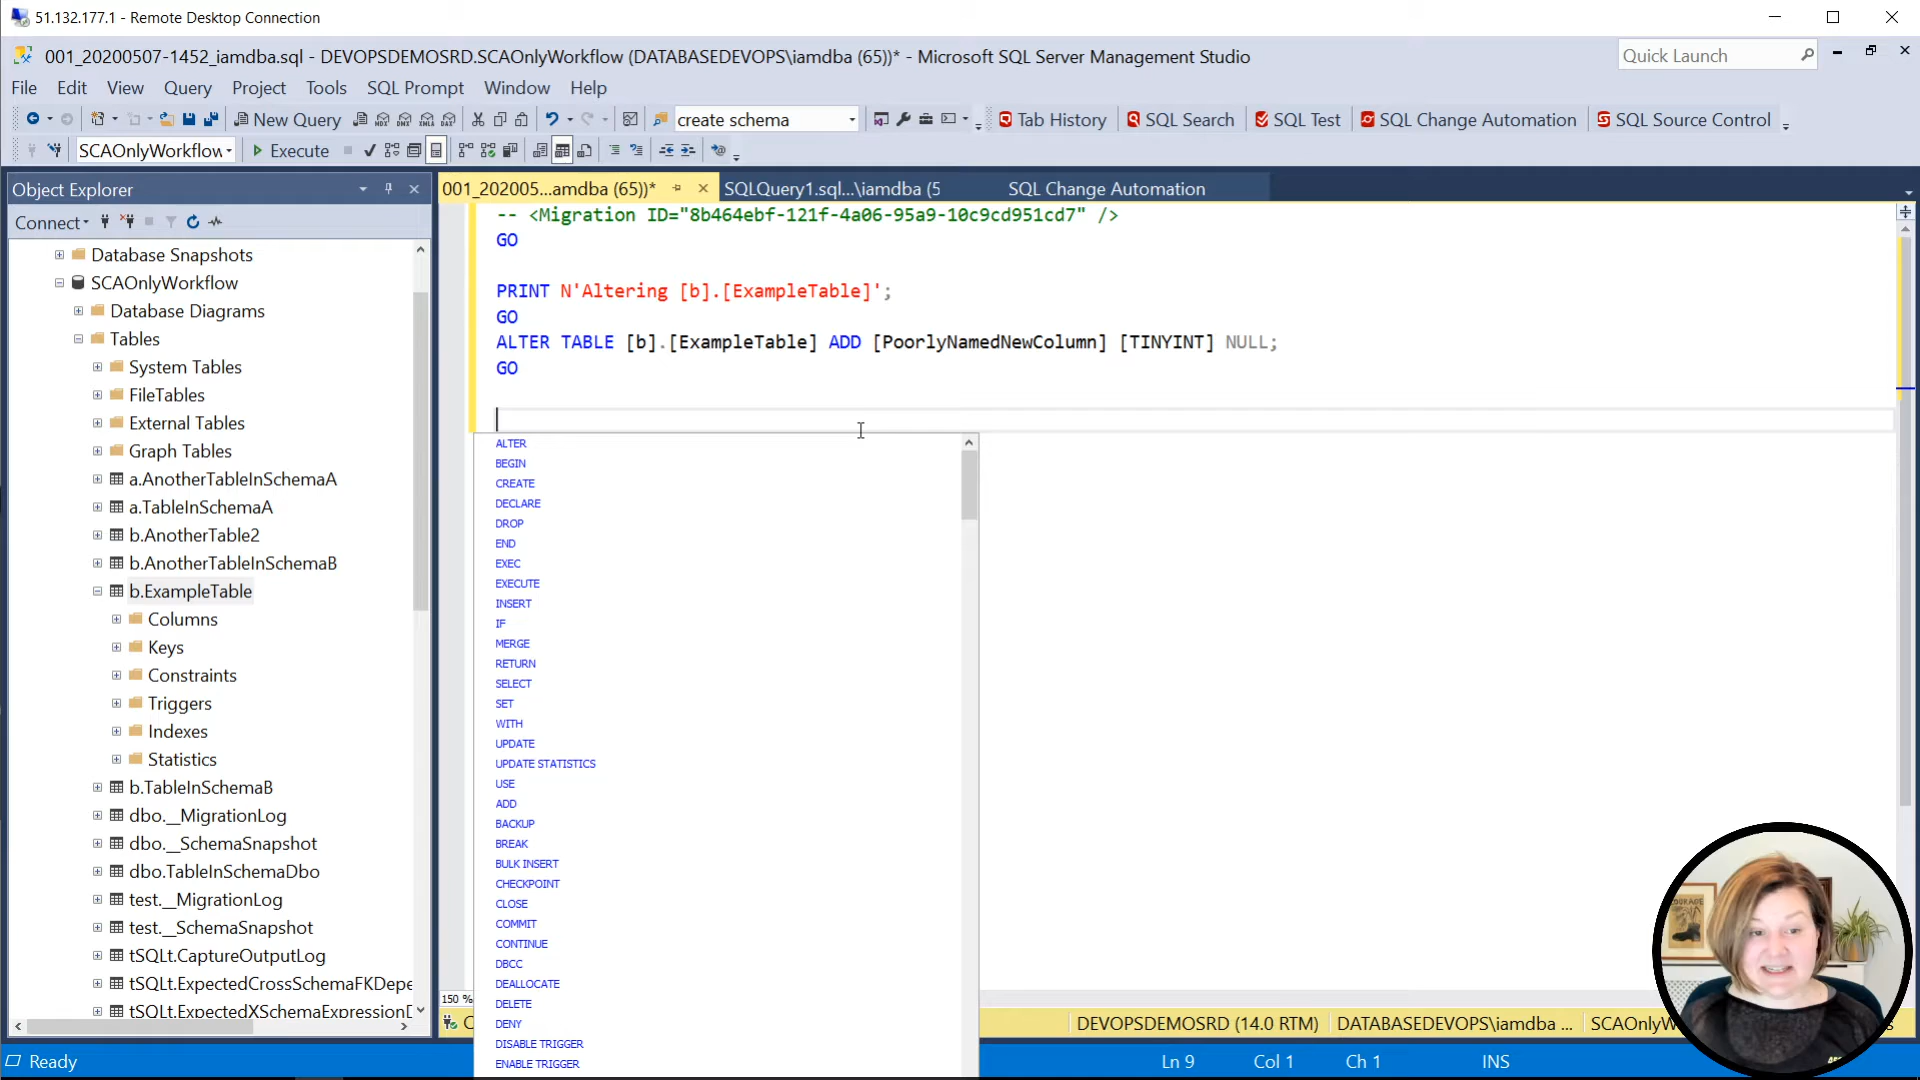 51.132.177.1 - Remote Desktop Connection
001_20200507-1452_iamdba.sql - DEVOPSDEMOSRD.SCAOnlyWorkflow (DATABASEDEVOPS\iamdba (65))* - Microsoft SQL Server Management Studio
Quick Launch
File Edit View Query Project Tools SQL Prompt Window Help
New Query
create schema
Tab History
SQL Search
SQL Test
SQL Change Automation
SQL Source Control
SCAOnlyWorkflow
Execute
Object Explorer
001_202005...amdba (65))*
SQLQuery1.sql...\iamdba (5
SQL Change Automation
Connect
Database Snapshots
SCAOnlyWorkflow
Database Diagrams
Tables
System Tables
FileTables
External Tables
Graph Tables
a.AnotherTableInSchemaA
a.TableInSchemaA
b.AnotherTable2
b.AnotherTableInSchemaB
b.ExampleTable
Columns
Keys
Constraints
Triggers
Indexes
Statistics
b.TableInSchemaB
dbo.__MigrationLog
dbo.__SchemaSnapshot
dbo.TableInSchemaDbo
test.__MigrationLog
test.__SchemaSnapshot
tSQLt.CaptureOutputLog
tSQLt.ExpectedCrossSchemaFKDepe
tSQLt.ExpectedXSchemaExpressionD
-- <Migration ID="8b464ebf-121f-4a06-95a9-10c9cd951cd7" />
GO
PRINT N'Altering [b].[ExampleTable]';
GO
ALTER TABLE [b].[ExampleTable] ADD [PoorlyNamedNewColumn] [TINYINT] NULL;
GO
ALTER
BEGIN
CREATE
DECLARE
DROP
END
EXEC
EXECUTE
INSERT
IF
MERGE
RETURN
SELECT
SET
WITH
UPDATE
UPDATE STATISTICS
USE
ADD
BACKUP
BREAK
BULK INSERT
CHECKPOINT
CLOSE
COMMIT
CONTINUE
DBCC
DEALLOCATE
DELETE
DENY
DISABLE TRIGGER
ENABLE TRIGGER
150 %
DEVOPSDEMOSRD (14.0 RTM)
DATABASEDEVOPS\iamdba ...
SCAOnlyW
Ready
Ln 9
Col 1
Ch 1
INS